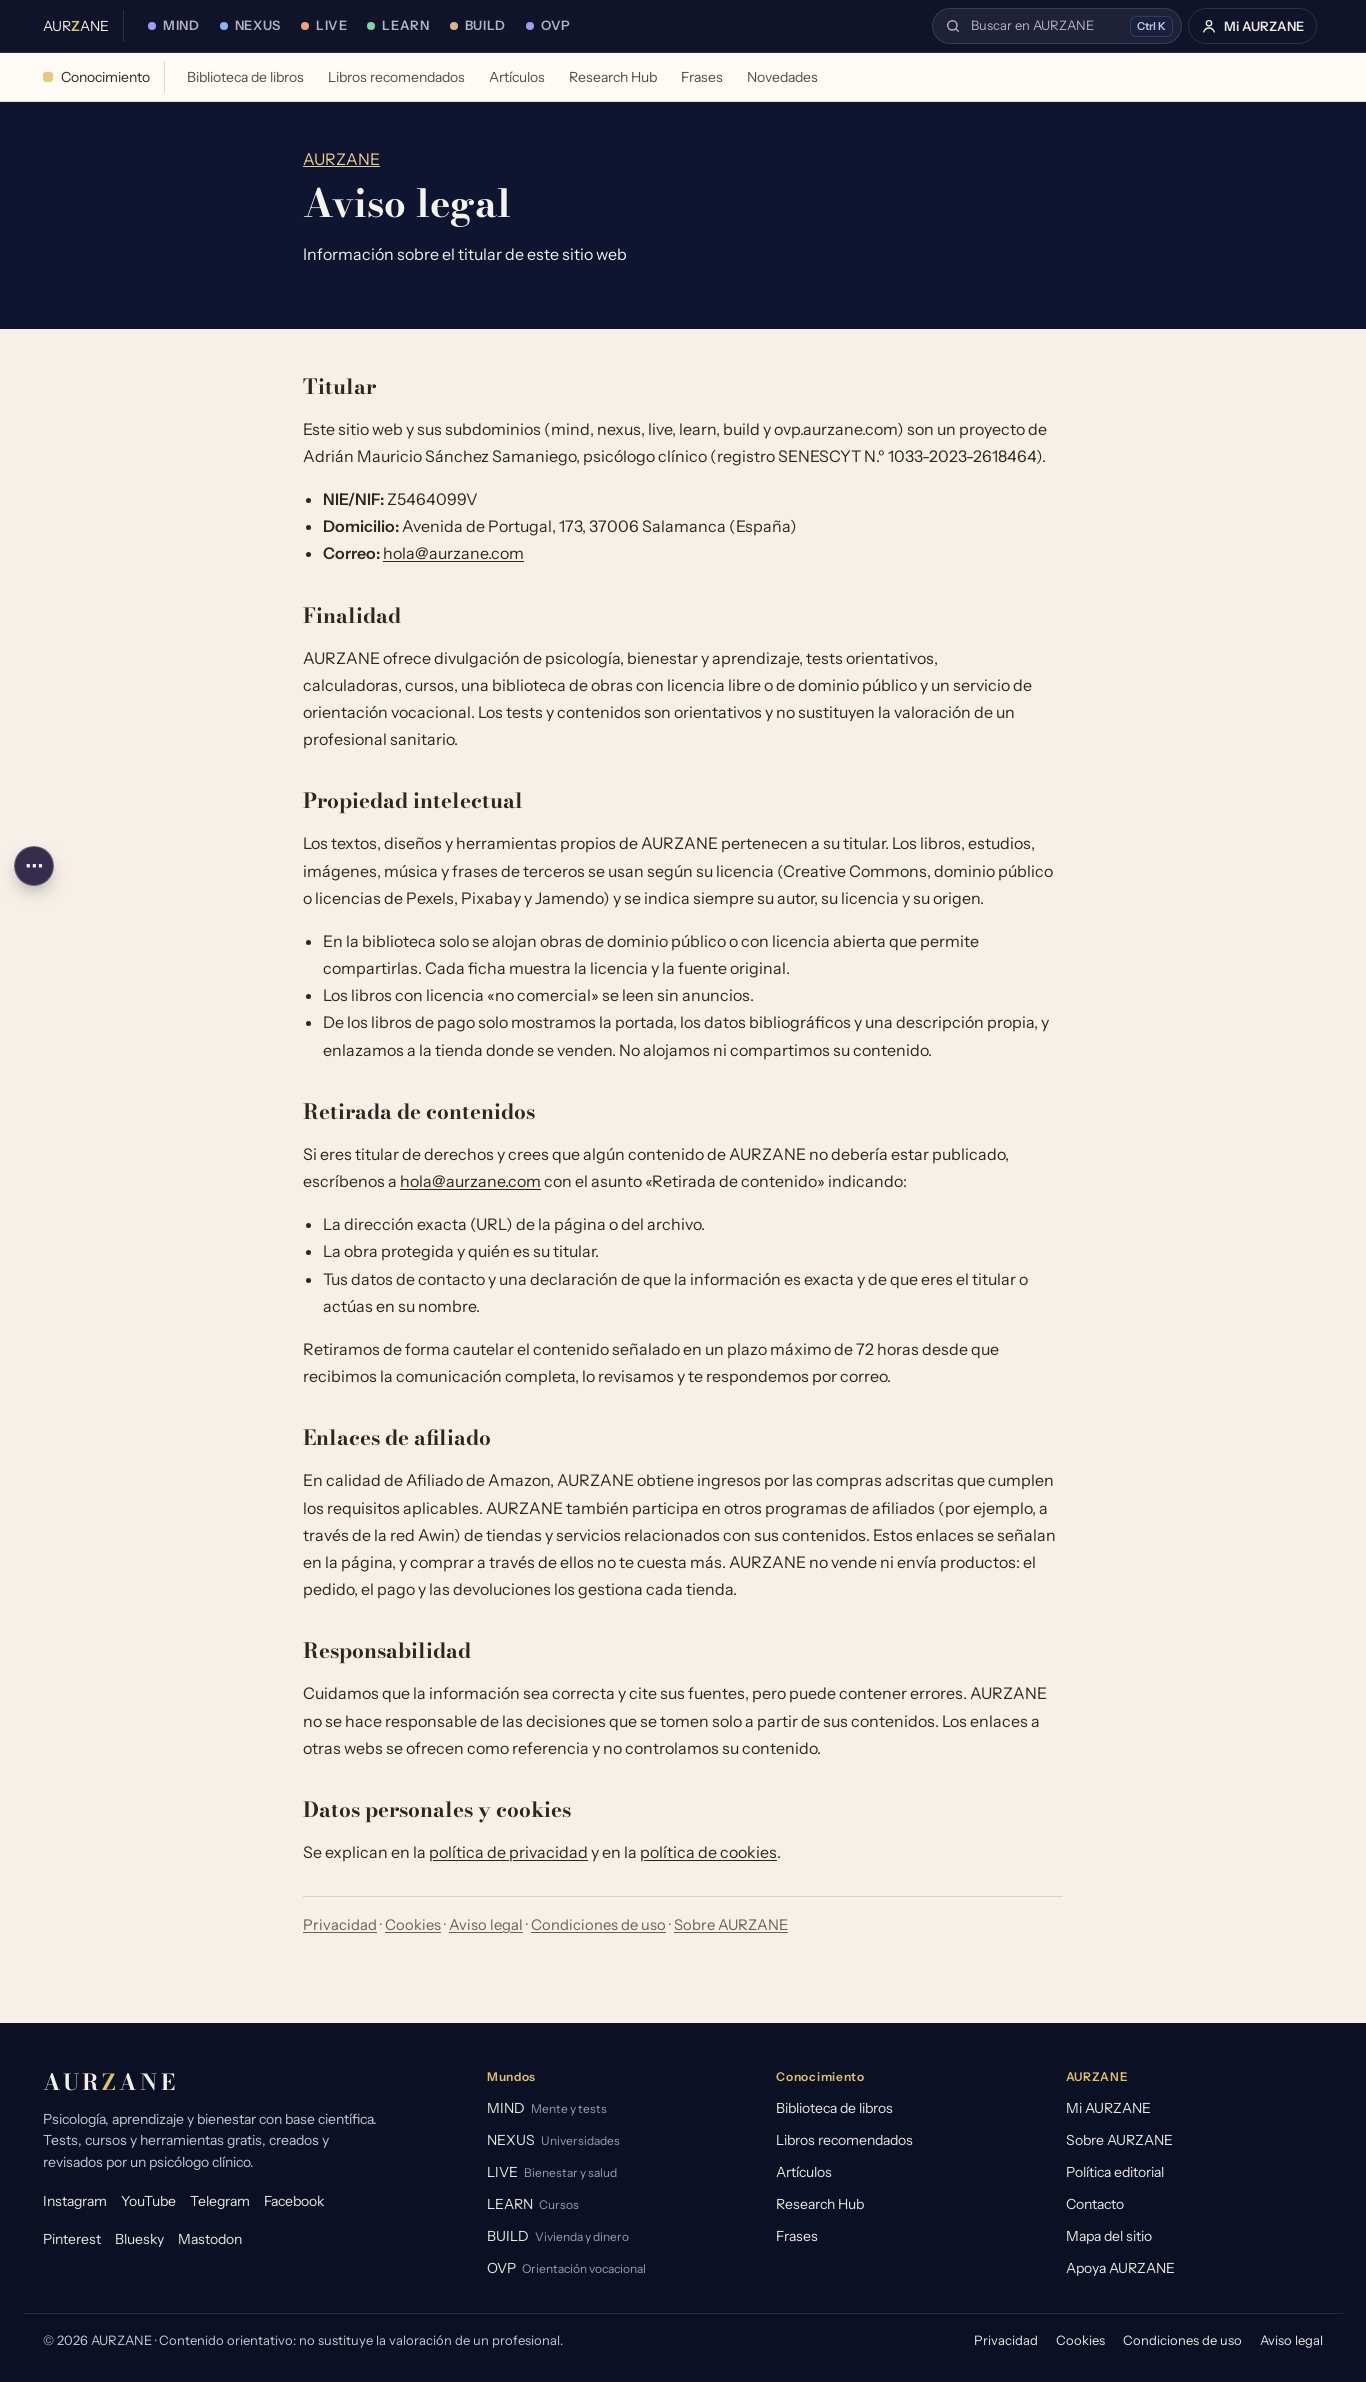 AURZANE
MIND
NEXUS
LIVE
LEARN
BUILD
OVP
Buscar en AURZANE
Ctrl K
Mi AURZANE
Conocimiento
Biblioteca de libros
Libros recomendados
Artículos
Research Hub
Frases
Novedades
AURZANE
Aviso legal
Información sobre el titular de este sitio web
Titular
Este sitio web y sus subdominios (mind, nexus, live, learn, build y ovp.aurzane.com) son un proyecto de
Adrián Mauricio Sánchez Samaniego, psicólogo clínico (registro SENESCYT N.º 1033-2023-2618464).
• NIE/NIF: Z5464099V
• Domicilio: Avenida de Portugal, 173, 37006 Salamanca (España)
• Correo: hola@aurzane.com
Finalidad
AURZANE ofrece divulgación de psicología, bienestar y aprendizaje, tests orientativos,
calculadoras, cursos, una biblioteca de obras con licencia libre o de dominio público y un servicio de
orientación vocacional. Los tests y contenidos son orientativos y no sustituyen la valoración de un
profesional sanitario.
Propiedad intelectual
Los textos, diseños y herramientas propios de AURZANE pertenecen a su titular. Los libros, estudios,
imágenes, música y frases de terceros se usan según su licencia (Creative Commons, dominio público
o licencias de Pexels, Pixabay y Jamendo) y se indica siempre su autor, su licencia y su origen.
• En la biblioteca solo se alojan obras de dominio público o con licencia abierta que permite
compartirlas. Cada ficha muestra la licencia y la fuente original.
• Los libros con licencia «no comercial» se leen sin anuncios.
• De los libros de pago solo mostramos la portada, los datos bibliográficos y una descripción propia, y
enlazamos a la tienda donde se venden. No alojamos ni compartimos su contenido.
Retirada de contenidos
Si eres titular de derechos y crees que algún contenido de AURZANE no debería estar publicado,
escríbenos a hola@aurzane.com con el asunto «Retirada de contenido» indicando:
• La dirección exacta (URL) de la página o del archivo.
• La obra protegida y quién es su titular.
• Tus datos de contacto y una declaración de que la información es exacta y de que eres el titular o
actúas en su nombre.
Retiramos de forma cautelar el contenido señalado en un plazo máximo de 72 horas desde que
recibimos la comunicación completa, lo revisamos y te respondemos por correo.
Enlaces de afiliado
En calidad de Afiliado de Amazon, AURZANE obtiene ingresos por las compras adscritas que cumplen
los requisitos aplicables. AURZANE también participa en otros programas de afiliados (por ejemplo, a
través de la red Awin) de tiendas y servicios relacionados con sus contenidos. Estos enlaces se señalan
en la página, y comprar a través de ellos no te cuesta más. AURZANE no vende ni envía productos: el
pedido, el pago y las devoluciones los gestiona cada tienda.
Responsabilidad
Cuidamos que la información sea correcta y cite sus fuentes, pero puede contener errores. AURZANE
no se hace responsable de las decisiones que se tomen solo a partir de sus contenidos. Los enlaces a
otras webs se ofrecen como referencia y no controlamos su contenido.
Datos personales y cookies
Se explican en la política de privacidad y en la política de cookies.
Privacidad · Cookies · Aviso legal · Condiciones de uso · Sobre AURZANE
AURZANE
Psicología, aprendizaje y bienestar con base científica.
Tests, cursos y herramientas gratis, creados y
revisados por un psicólogo clínico.
Instagram YouTube Telegram Facebook
Pinterest Bluesky Mastodon
Mundos
MIND Mente y tests
NEXUS Universidades
LIVE Bienestar y salud
LEARN Cursos
BUILD Vivienda y dinero
OVP Orientación vocacional
Conocimiento
Biblioteca de libros
Libros recomendados
Artículos
Research Hub
Frases
AURZANE
Mi AURZANE
Sobre AURZANE
Política editorial
Contacto
Mapa del sitio
Apoya AURZANE
© 2026 AURZANE · Contenido orientativo: no sustituye la valoración de un profesional.
Privacidad Cookies Condiciones de uso Aviso legal